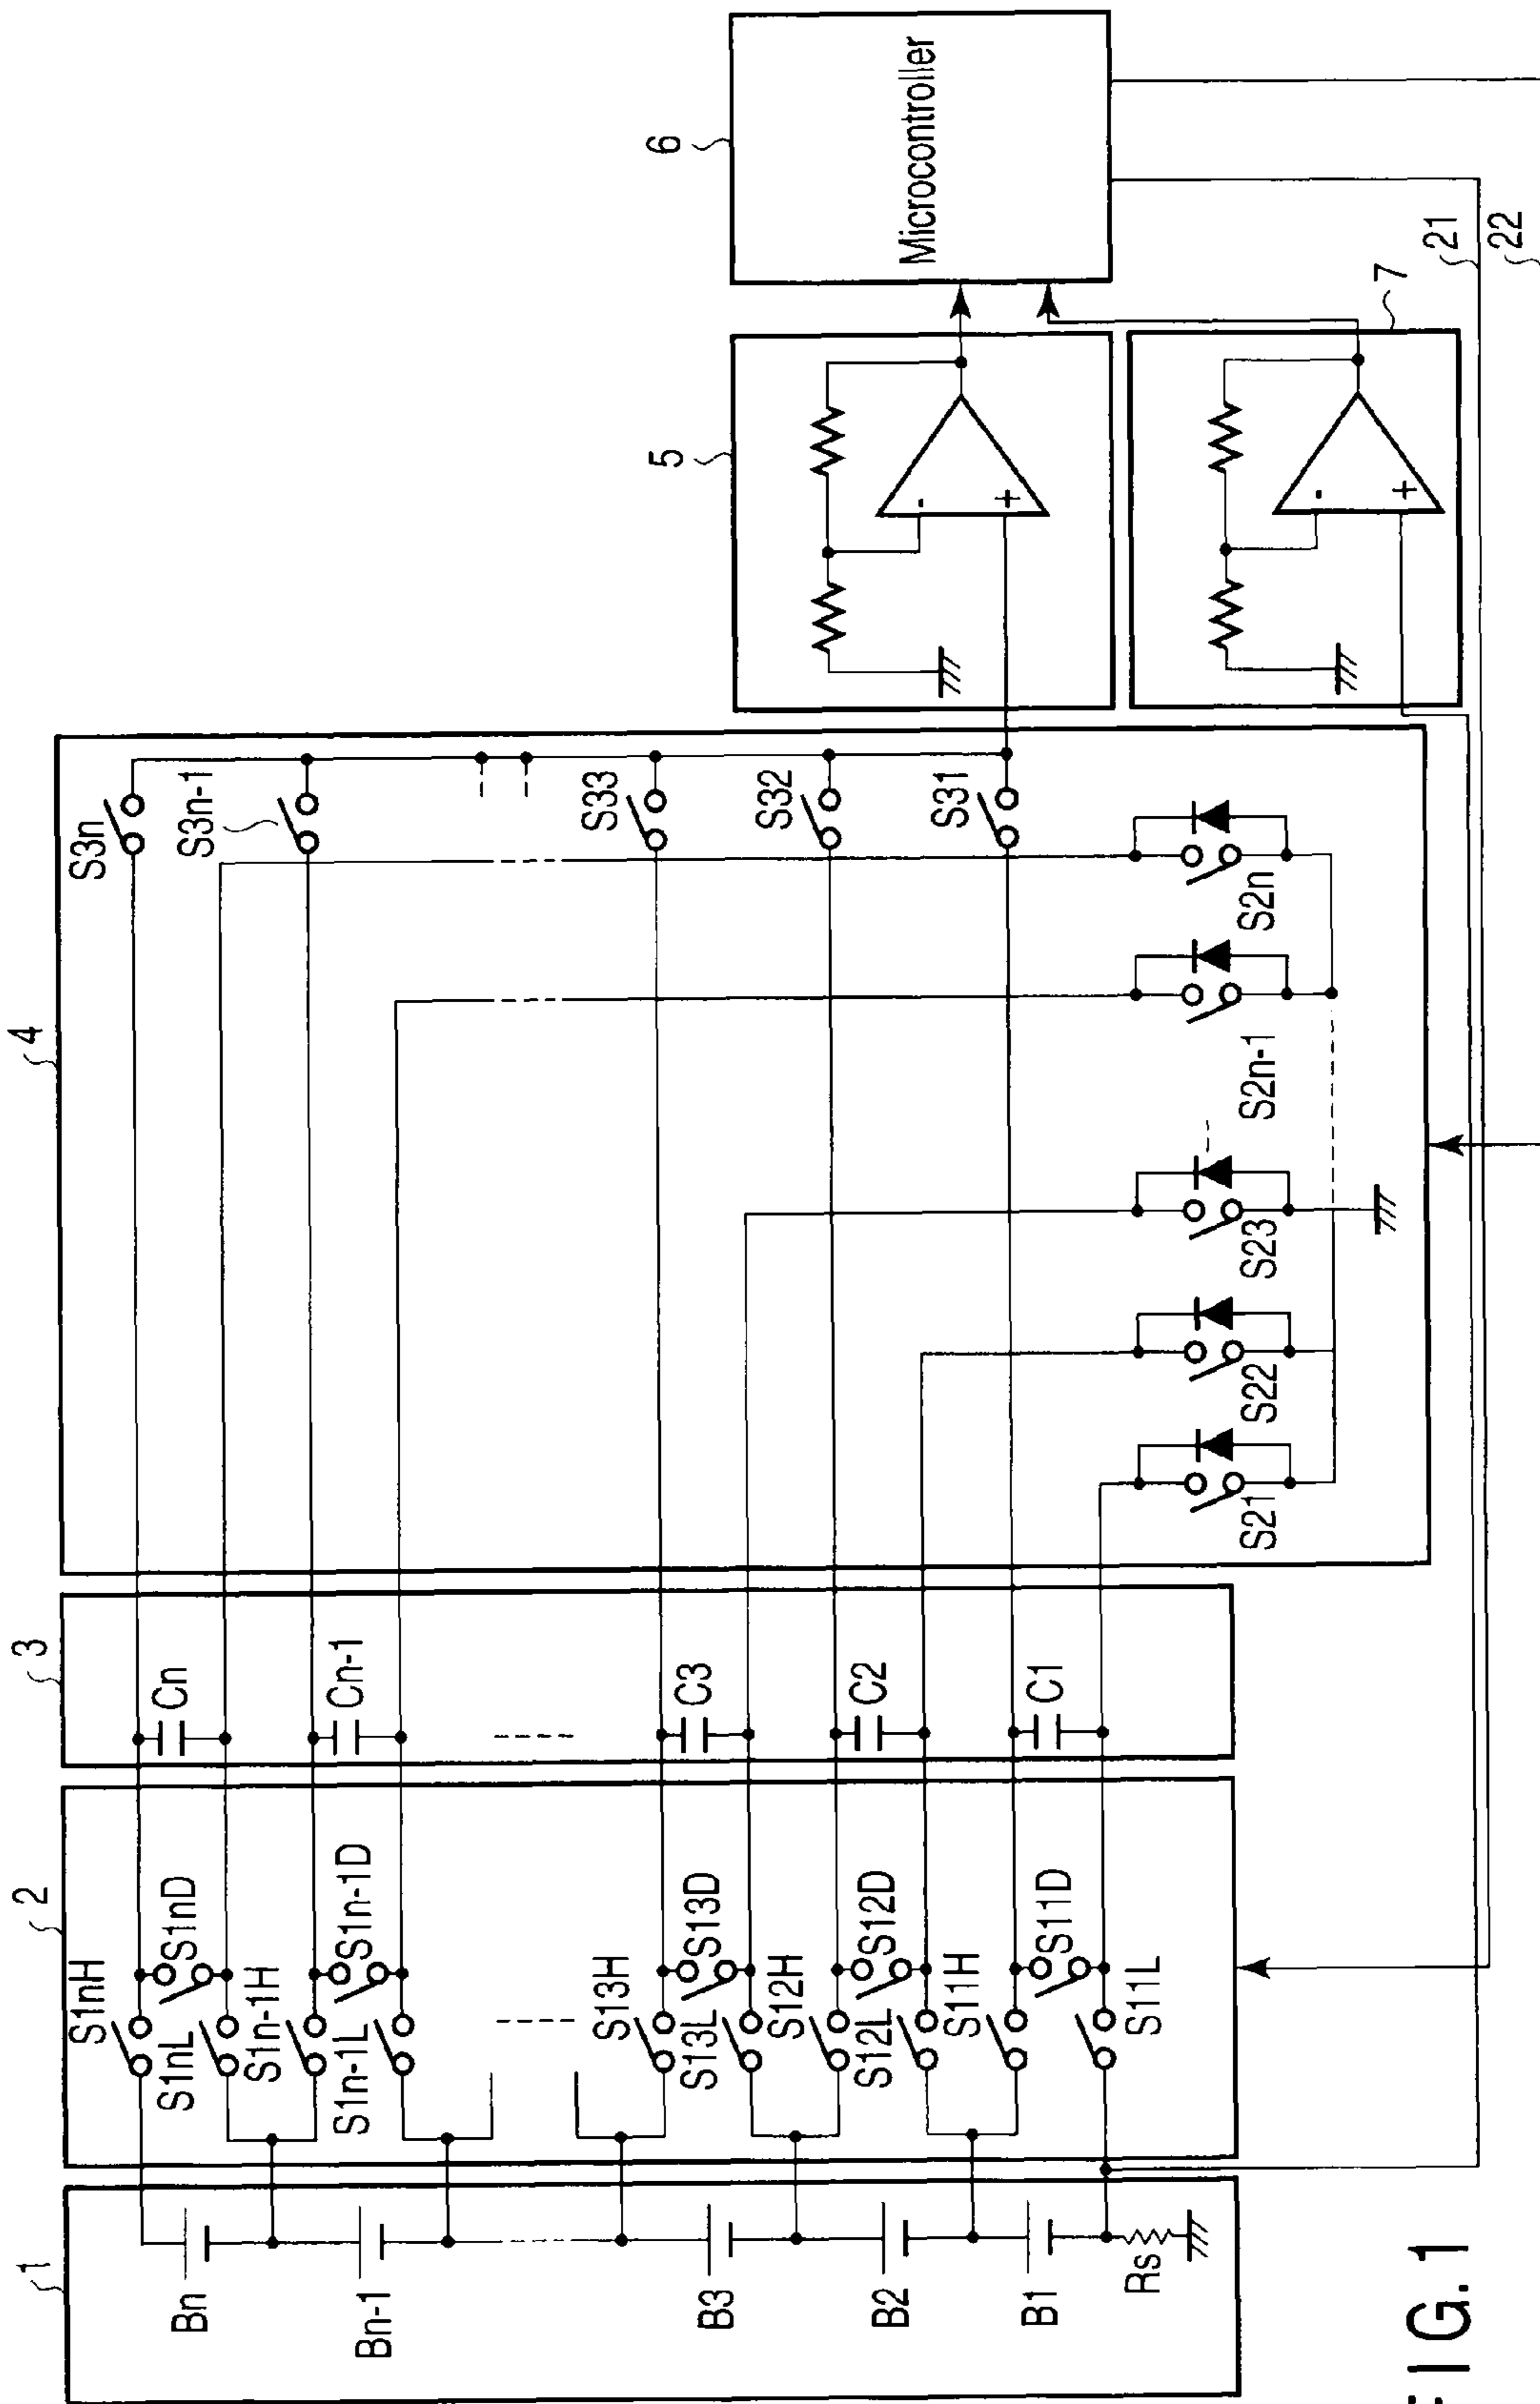 1
2
3
4
5
6
7
Bn
Bn-1
B3
B2
B1
Rs
S1nH
S1nL
S1n-1H
S1n-1L
S13H
S13L
S12H
S12L
S11H
S11L
S1nD
S1n-1D
S13D
S12D
S11D
Cn
Cn-1
C3
C2
C1
S3n
S3n-1
S33
S32
S31
S21
S22
S23
S2n-1
S2n
-
+
-
+
Microcontroller
21
22
FIG. 1